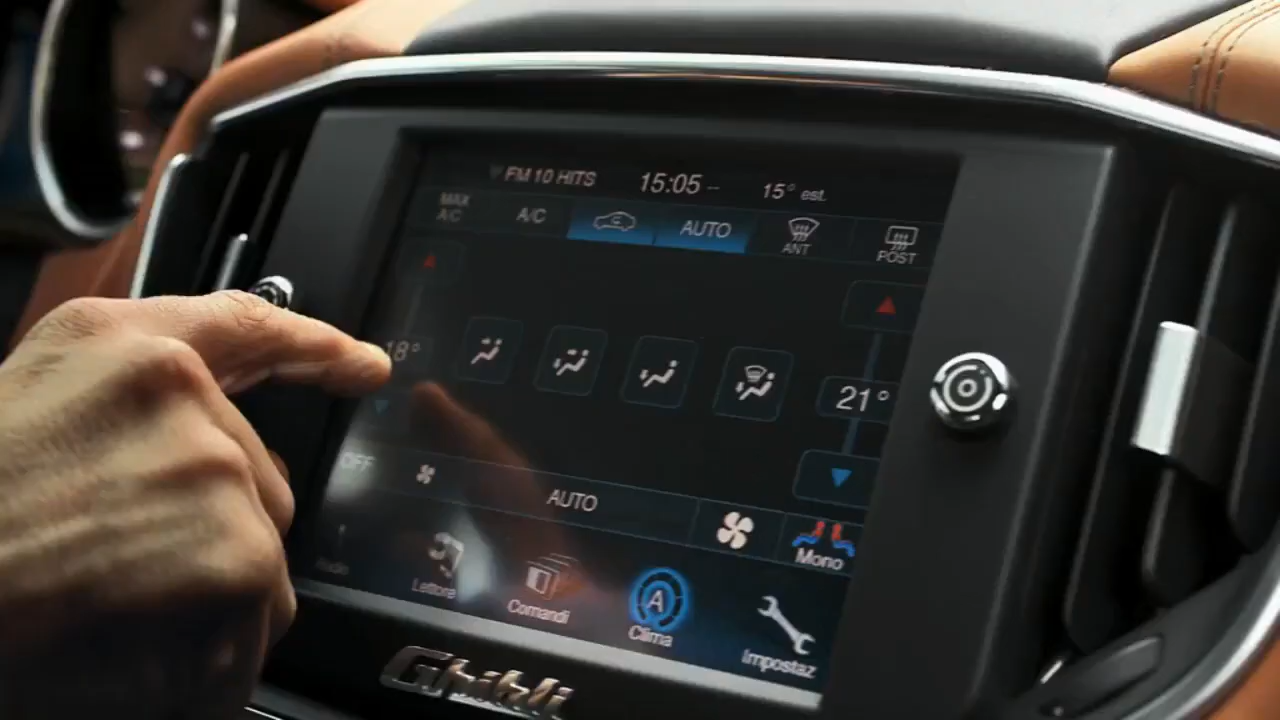 FM 10 HITS 15:05 15° est.
MAX A/C A/C AUTO ANT POST
18° 21°
OFF AUTO Mono
Audio Lettore Comandi A Clima Impostaz
Ghibli